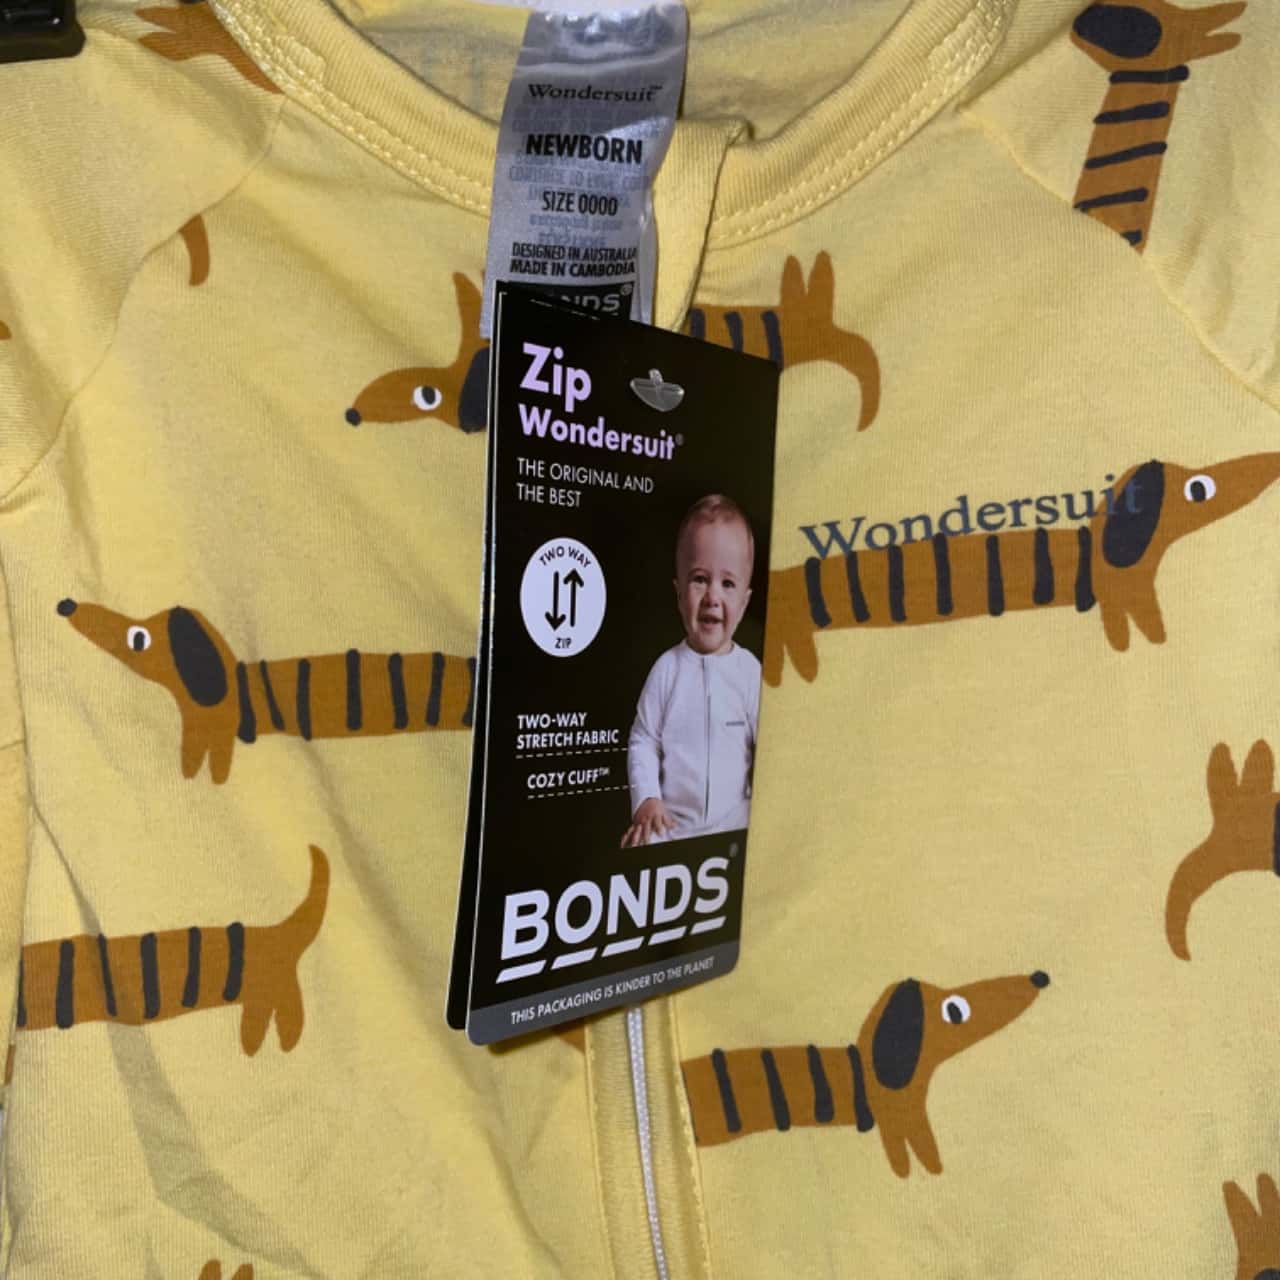 Wondersuit™
NEWBORN
SIZE 0000
DESIGNED IN AUSTRALIA
MADE IN CAMBODIA
Zip
Wondersuit®
THE ORIGINAL AND
THE BEST
TWO WAY
ZIP
TWO-WAY
STRETCH FABRIC
COZY CUFF™
BONDS®
THIS PACKAGING IS KINDER TO THE PLANET
Wondersuit